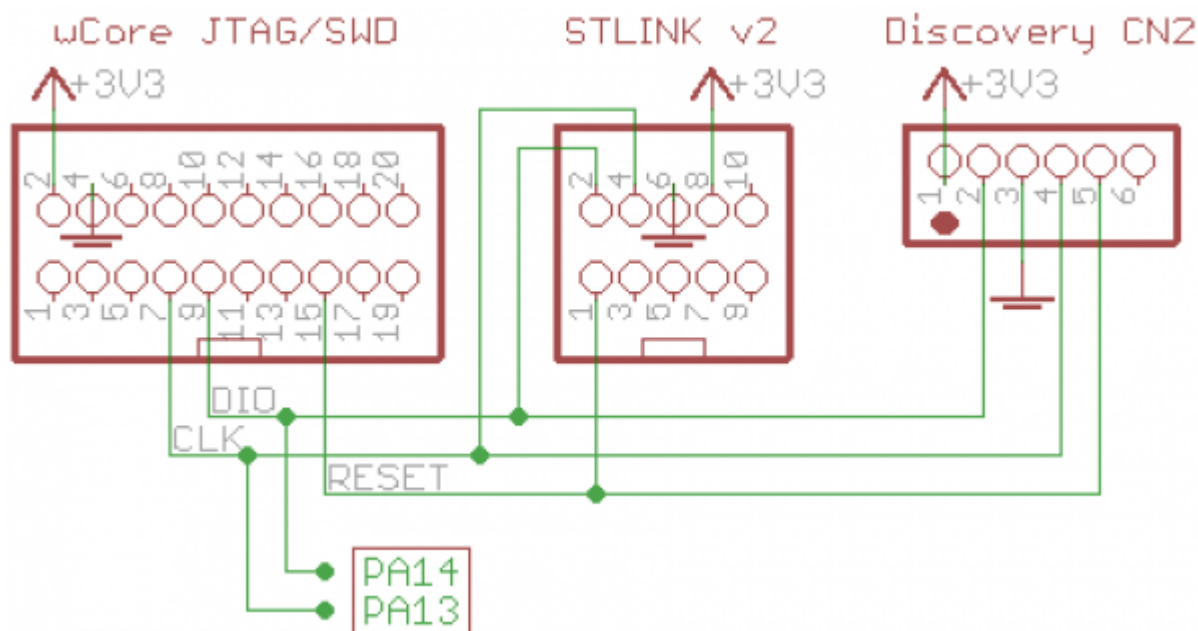 wCore JTAG/SWD
STLINK v2
Discovery CN2
+3V3
+3V3
+3V3
2 4 6 8 10 12 14 16 18 20
1 3 5 7 9 11 13 15 17 19
2 4 6 8 10
1 3 5 7 9
1 2 3 4 5 6
DIO
CLK
RESET
PA14
PA13